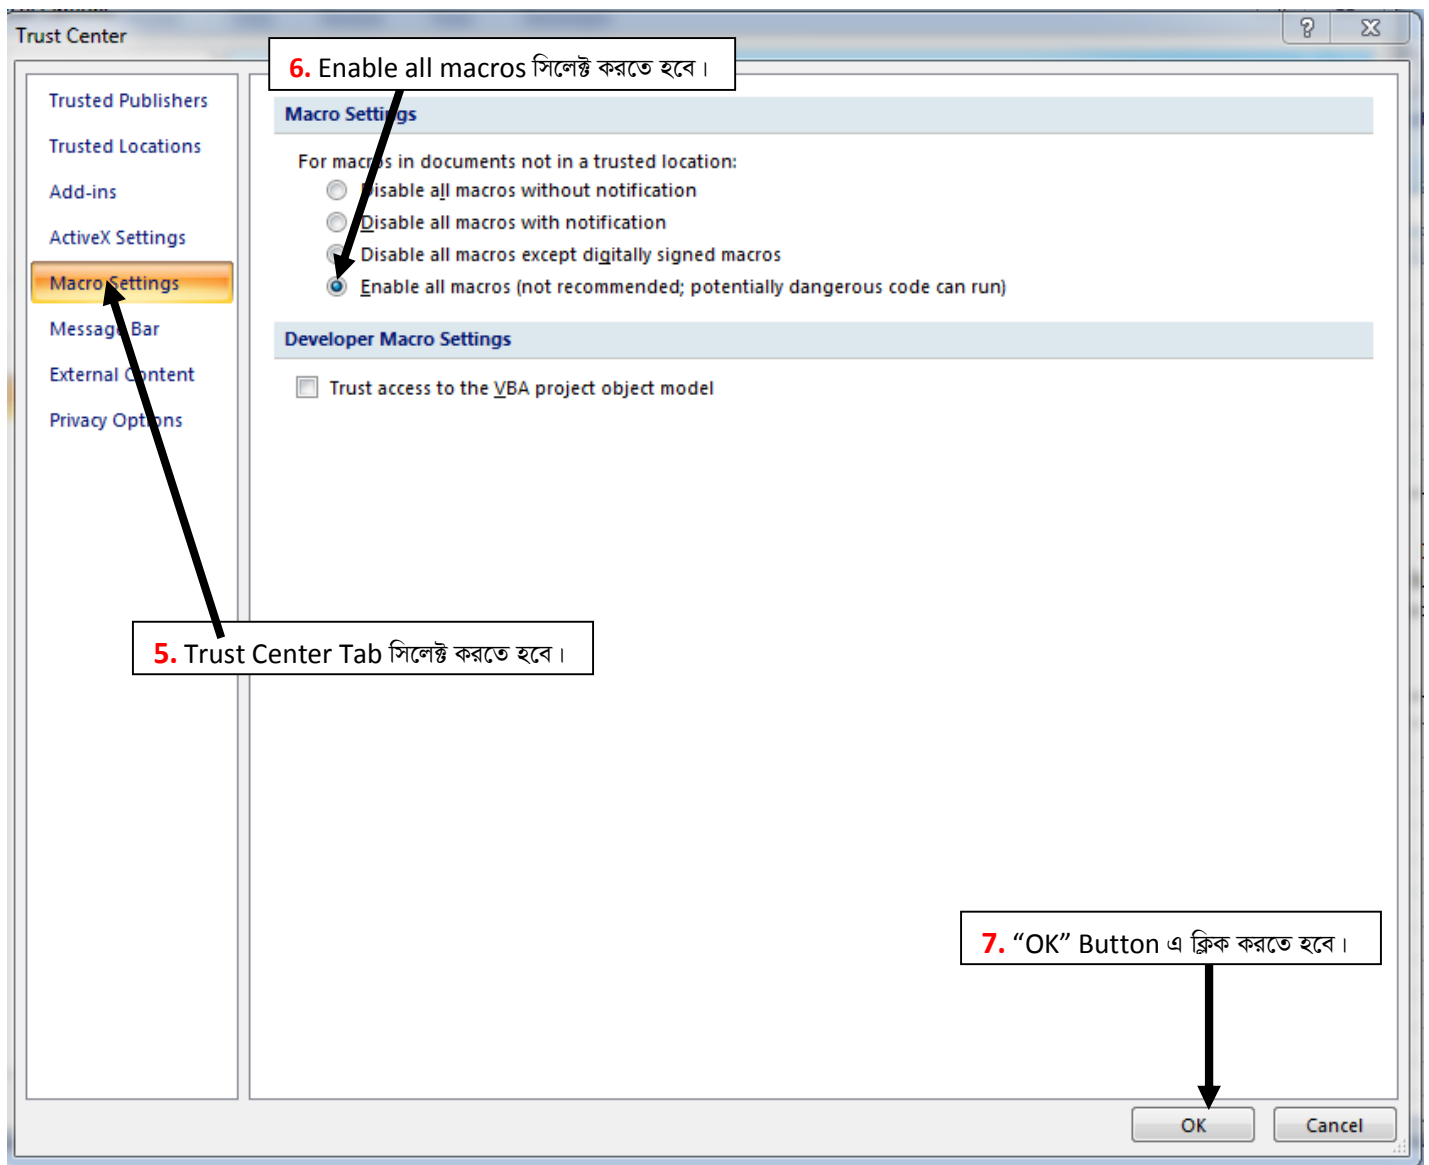 Trust Center
6. Enable all macros সিলেক্ট করতে হবে।
Trusted Publishers
Trusted Locations
Add-ins
ActiveX Settings
Macro Settings
Message Bar
External Content
Privacy Options
Macro Settings
For macros in documents not in a trusted location:
Disable all macros without notification
Disable all macros with notification
Disable all macros except digitally signed macros
Enable all macros (not recommended; potentially dangerous code can run)
Developer Macro Settings
Trust access to the VBA project object model
5. Trust Center Tab সিলেক্ট করতে হবে।
7. “OK” Button এ ক্লিক করতে হবে।
OK
Cancel